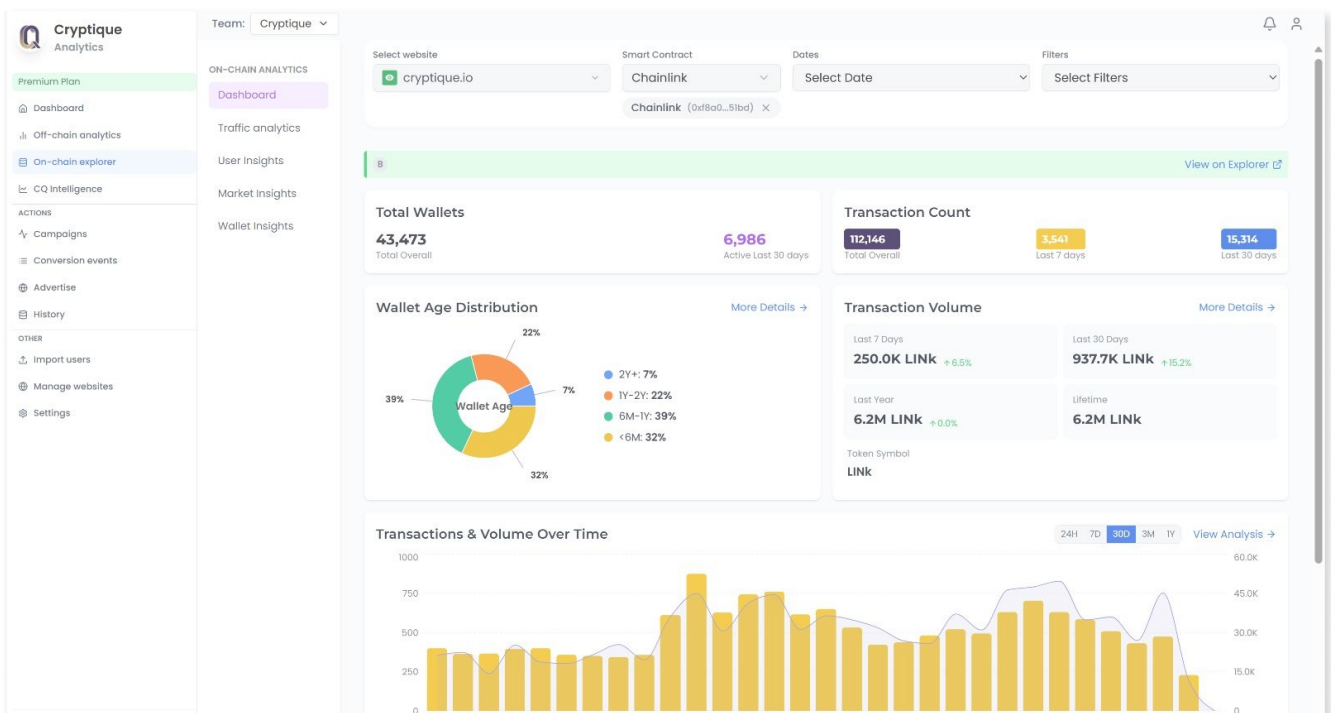 Cryptique
Analytics
Premium Plan
Dashboard
Off-chain analytics
On-chain explorer
CQ Intelligence
ACTIONS
Campaigns
Conversion events
Advertise
History
OTHER
Import users
Manage websites
Settings
Team: Cryptique
ON-CHAIN ANALYTICS
Dashboard
Traffic analytics
User Insights
Market Insights
Wallet Insights
Select website
cryptique.io
Smart Contract
Chainlink
Chainlink (0xf8a0...51bd) ×
Dates
Select Date
Filters
Select Filters
B
View on Explorer
Total Wallets
43,473
Total Overall
6,986
Active Last 30 days
Transaction Count
112,146
Total Overall
3,541
Last 7 days
15,314
Last 30 days
Wallet Age Distribution
More Details →
22%
7%
39%
32%
Wallet Age
2Y+: 7%
1Y-2Y: 22%
6M-1Y: 39%
<6M: 32%
Transaction Volume
More Details →
Last 7 Days
250.0K LINk ↑6.5%
Last 30 Days
937.7K LINk ↑15.2%
Last Year
6.2M LINk ↑0.0%
Lifetime
6.2M LINk
Token Symbol
LINk
Transactions & Volume Over Time
24H 7D 30D 3M 1Y
View Analysis →
1000
750
500
250
0
60.0K
45.0K
30.0K
15.0K
0